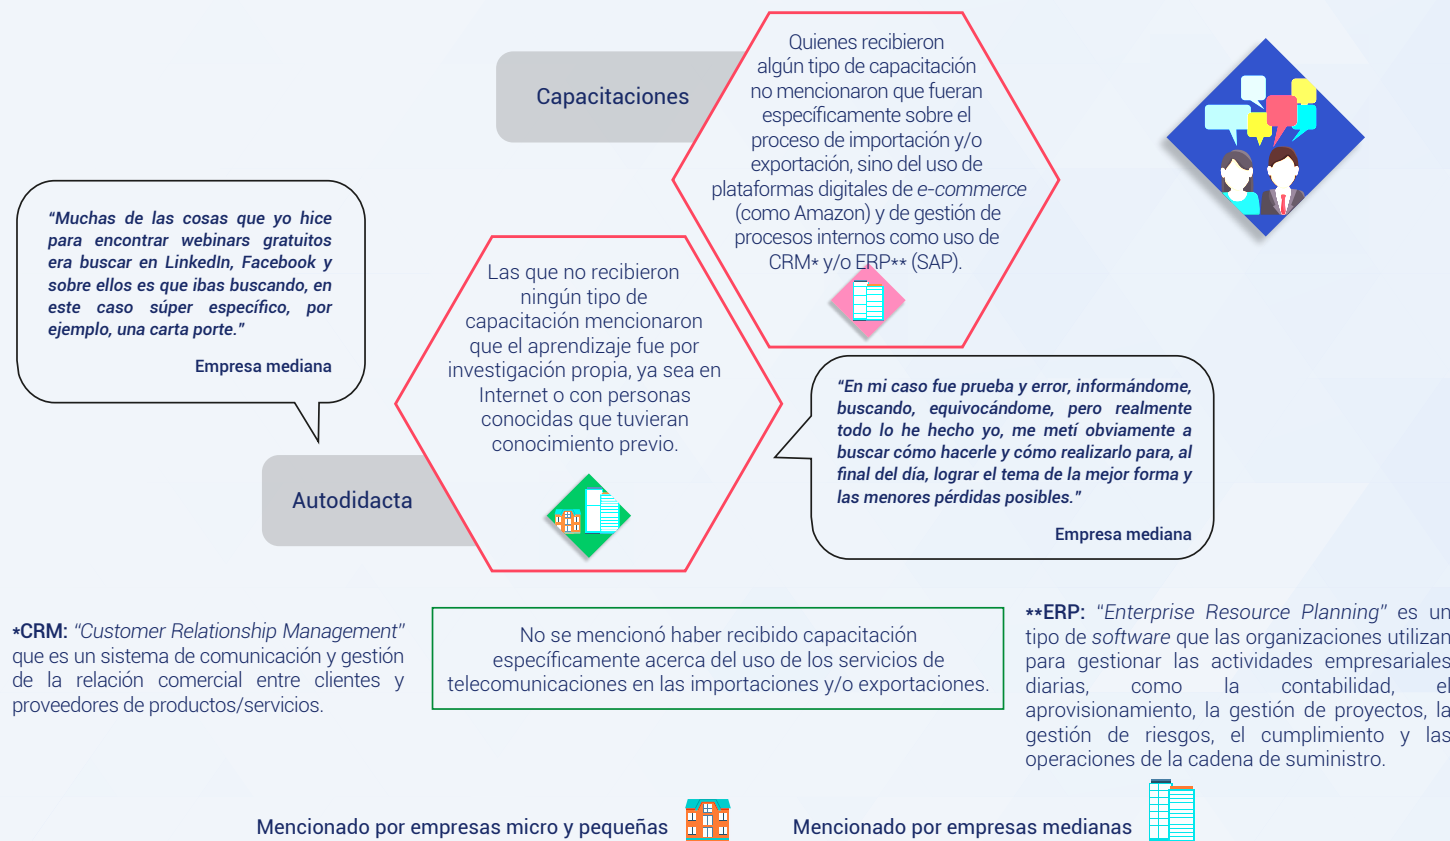 Capacitaciones
Quienes recibieron
algún tipo de capacitación
no mencionaron que fueran
específicamente sobre el
proceso de importación y/o
exportación, sino del uso de
plataformas digitales de e-commerce
(como Amazon) y de gestión de
procesos internos como uso de
CRM* y/o ERP** (SAP).
"Muchas de las cosas que yo hice
para encontrar webinars gratuitos
era buscar en LinkedIn, Facebook y
sobre ellos es que ibas buscando, en
este caso súper específico, por
ejemplo, una carta porte."
Empresa mediana
Autodidacta
Las que no recibieron
ningún tipo de
capacitación mencionaron
que el aprendizaje fue por
investigación propia, ya sea en
Internet o con personas
conocidas que tuvieran
conocimiento previo.
"En mi caso fue prueba y error, informándome,
buscando, equivocándome, pero realmente
todo lo he hecho yo, me metí obviamente a
buscar cómo hacerle y cómo realizarlo para, al
final del día, lograr el tema de la mejor forma y
las menores pérdidas posibles."
Empresa mediana
*CRM: "Customer Relationship Management"
que es un sistema de comunicación y gestión
de la relación comercial entre clientes y
proveedores de productos/servicios.
No se mencionó haber recibido capacitación
específicamente acerca del uso de los servicios de
telecomunicaciones en las importaciones y/o exportaciones.
**ERP: "Enterprise Resource Planning" es un
tipo de software que las organizaciones utilizan
para gestionar las actividades empresariales
diarias, como la contabilidad, el
aprovisionamiento, la gestión de proyectos, la
gestión de riesgos, el cumplimiento y las
operaciones de la cadena de suministro.
Mencionado por empresas micro y pequeñas
Mencionado por empresas medianas